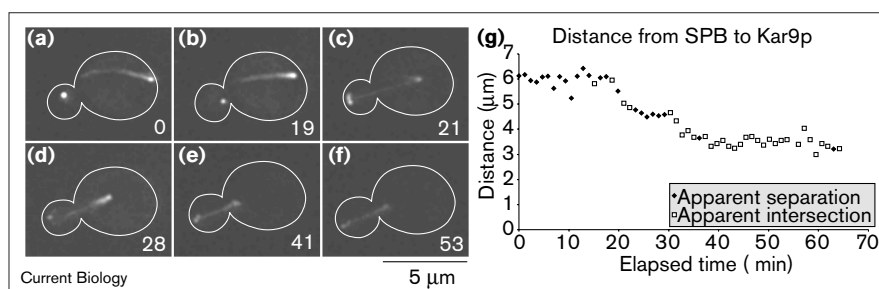 (a)
0
(b)
19
(c)
21
(d)
28
(e)
41
(f)
53
Current Biology
5 µm
(g) Distance from SPB to Kar9p
Distance (µm)
7
6
5
4
3
2
1
0
Apparent separation
Apparent intersection
0 10 20 30 40 50 60 70
Elapsed time ( min)